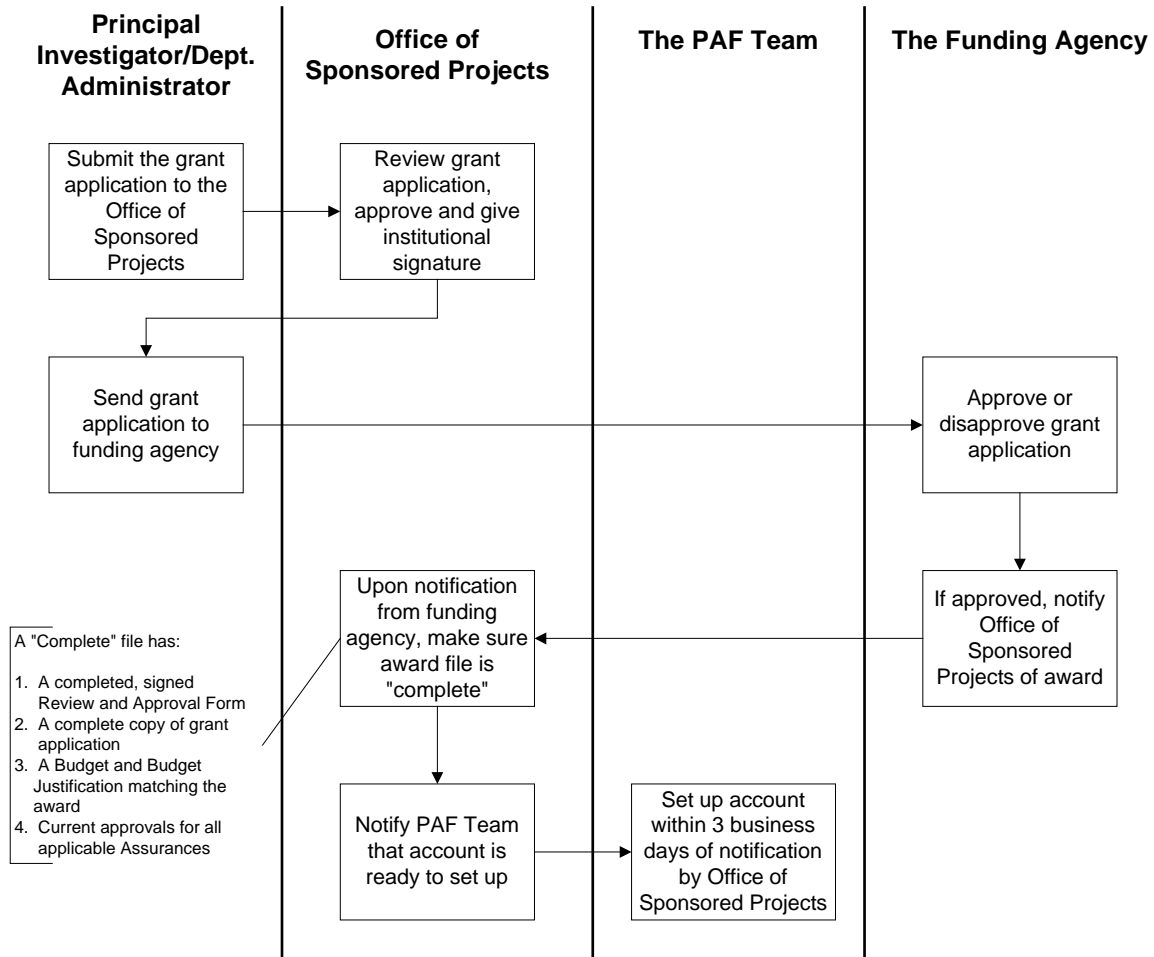 Principal
Investigator/Dept.
Administrator
Office of
Sponsored Projects
The PAF Team
The Funding Agency
Submit the grant
application to the
Office of
Sponsored
Projects
Review grant
application,
approve and give
institutional
signature
Send grant
application to
funding agency
Approve or
disapprove grant
application
If approved, notify
Office of
Sponsored
Projects of award
Upon notification
from funding
agency, make sure
award file is
"complete"
A "Complete" file has:
1. A completed, signed
Review and Approval Form
2. A complete copy of grant
application
3. A Budget and Budget
Justification matching the
award
4. Current approvals for all
applicable Assurances
Notify PAF Team
that account is
ready to set up
Set up account
within 3 business
days of notification
by Office of
Sponsored Projects